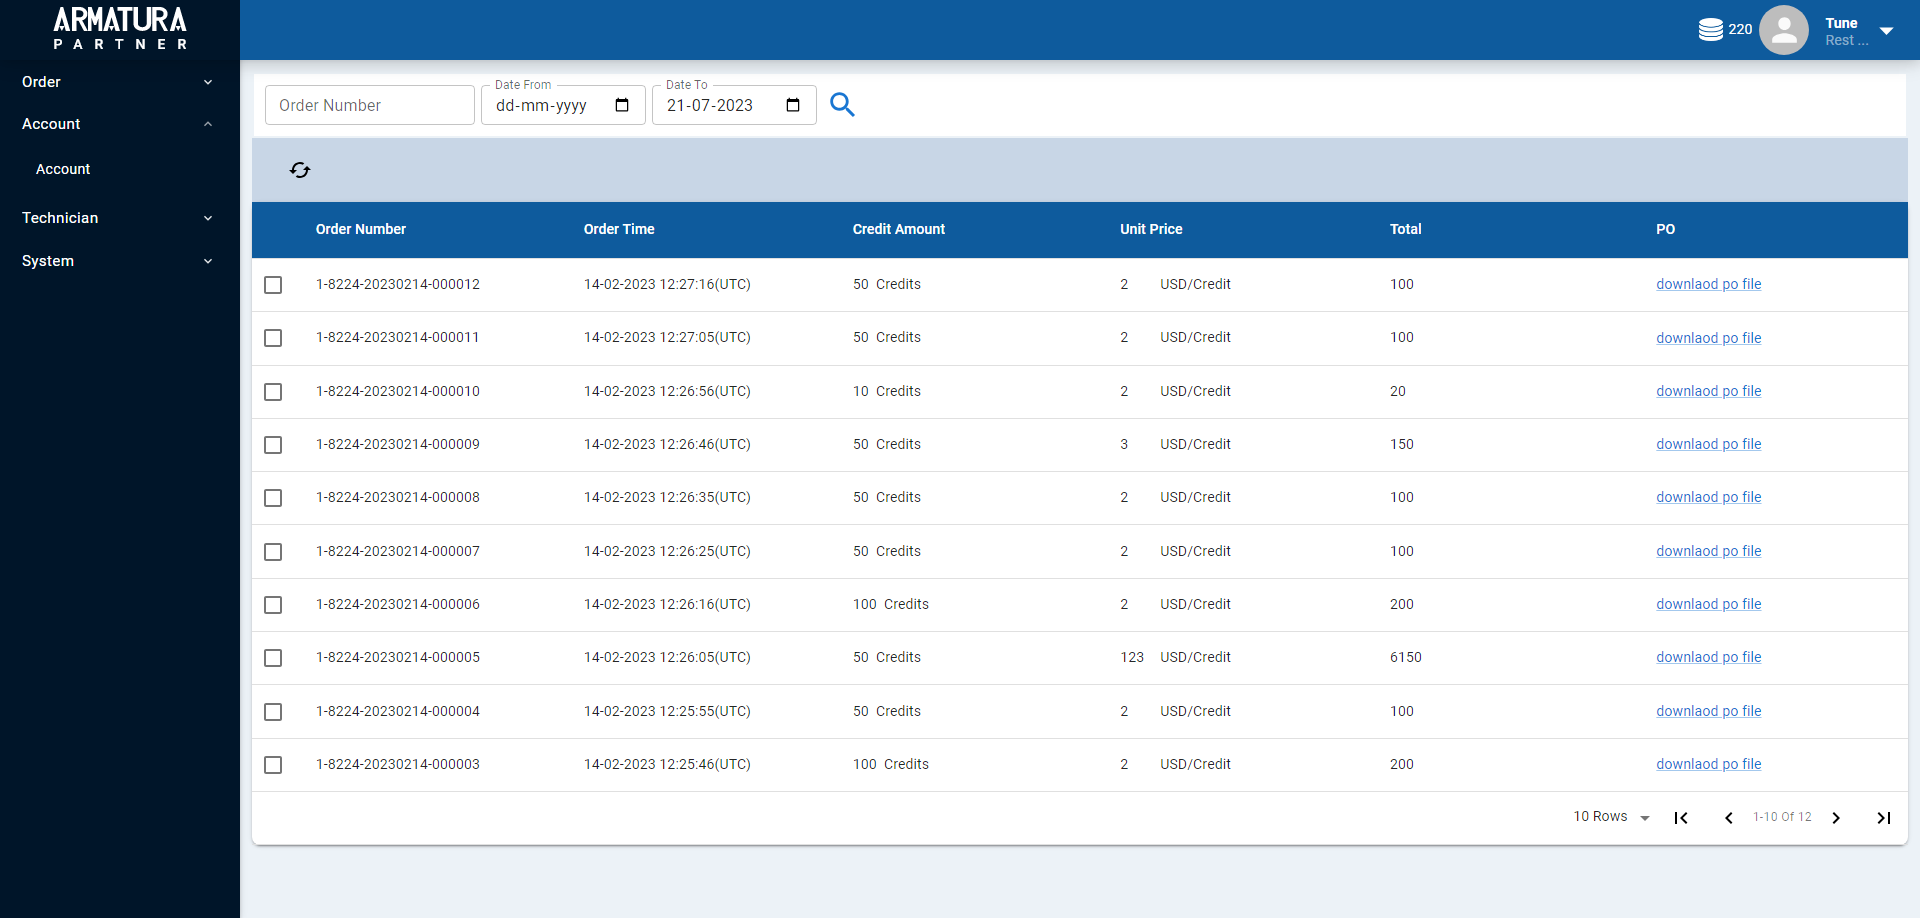 ARMATURA
PARTNER
220
Tune
Rest ...
Order
Account
Account
Technician
System
Order Number
Date From
dd-mm-yyyy
Date To
21-07-2023
Order Number Order Time Credit Amount Unit Price Total PO
1-8224-20230214-000012 14-02-2023 12:27:16(UTC) 50 Credits 2 USD/Credit 100 downlaod po file
1-8224-20230214-000011 14-02-2023 12:27:05(UTC) 50 Credits 2 USD/Credit 100 downlaod po file
1-8224-20230214-000010 14-02-2023 12:26:56(UTC) 10 Credits 2 USD/Credit 20 downlaod po file
1-8224-20230214-000009 14-02-2023 12:26:46(UTC) 50 Credits 3 USD/Credit 150 downlaod po file
1-8224-20230214-000008 14-02-2023 12:26:35(UTC) 50 Credits 2 USD/Credit 100 downlaod po file
1-8224-20230214-000007 14-02-2023 12:26:25(UTC) 50 Credits 2 USD/Credit 100 downlaod po file
1-8224-20230214-000006 14-02-2023 12:26:16(UTC) 100 Credits 2 USD/Credit 200 downlaod po file
1-8224-20230214-000005 14-02-2023 12:26:05(UTC) 50 Credits 123 USD/Credit 6150 downlaod po file
1-8224-20230214-000004 14-02-2023 12:25:55(UTC) 50 Credits 2 USD/Credit 100 downlaod po file
1-8224-20230214-000003 14-02-2023 12:25:46(UTC) 100 Credits 2 USD/Credit 200 downlaod po file
10 Rows 1-10 Of 12